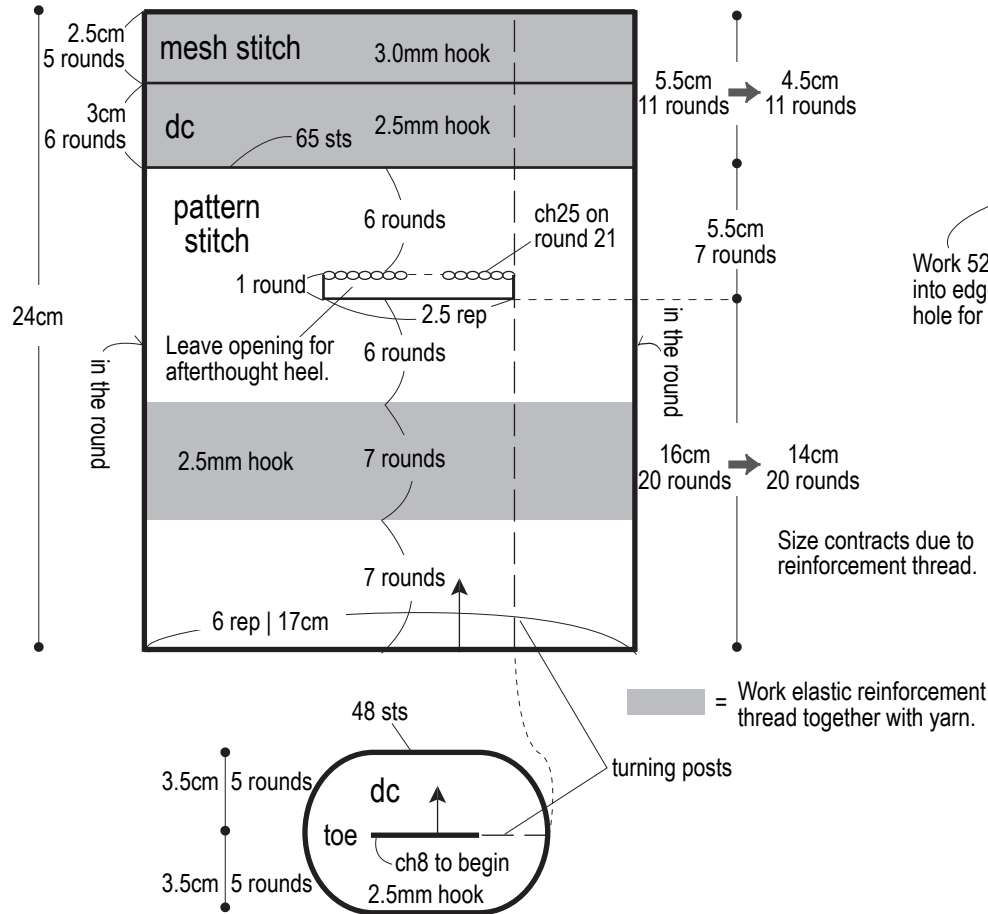 2.5cm
5 rounds
mesh stitch
3.0mm hook
5.5cm
11 rounds
4.5cm
11 rounds
3cm
6 rounds
dc
2.5mm hook
65 sts
pattern
stitch
6 rounds
ch25 on
round 21
5.5cm
7 rounds
1 round
2.5 rep
Work 52
into edg
hole for
24cm
in the round
Leave opening for
afterthought heel.
6 rounds
in the round
2.5mm hook
7 rounds
16cm
20 rounds
14cm
20 rounds
Size contracts due to
reinforcement thread.
7 rounds
6 rep | 17cm
= Work elastic reinforcement
thread together with yarn.
48 sts
turning posts
3.5cm 5 rounds
dc
toe
ch8 to begin
3.5cm 5 rounds
2.5mm hook